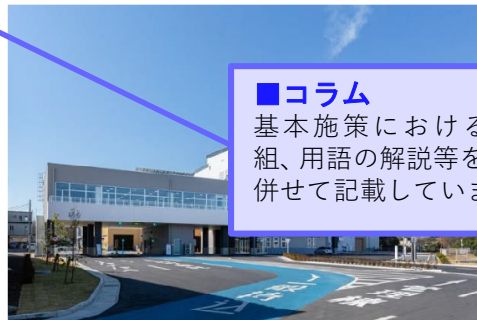 ■コラム
基本施策における
組、用語の解説等を
併せて記載していま